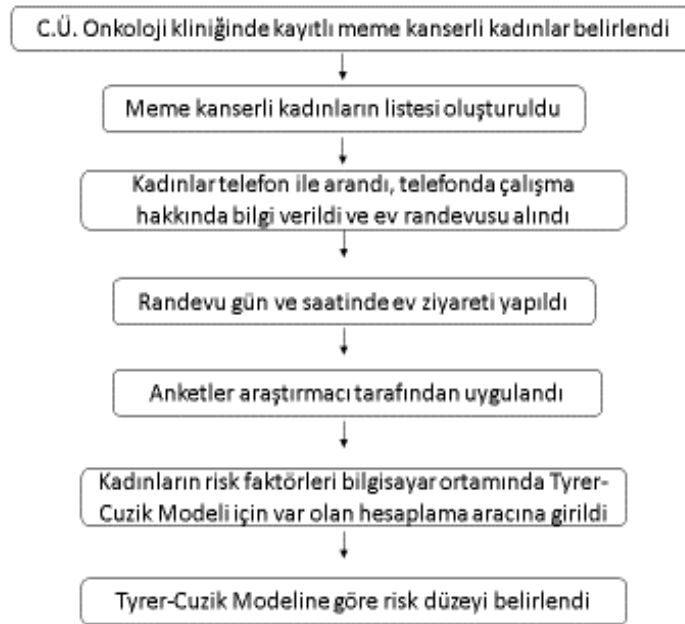 C.Ü. Onkoloji kliniğinde kayıtlı meme kanserli kadınlar belirlendi
Meme kanserli kadınların listesi oluşturuldu
Kadınlar telefon ile arandı, telefonda çalışma
hakkında bilgi verildi ve ev randevusu alındı
Randevu gün ve saatinde ev ziyareti yapıldı
Anketler araştırmacı tarafından uygulandı
Kadınların risk faktörleri bilgisayar ortamında Tyrer-
Cuzik Modeli için var olan hesaplama aracına girildi
Tyrer-Cuzik Modeline göre risk düzeyi belirlendi